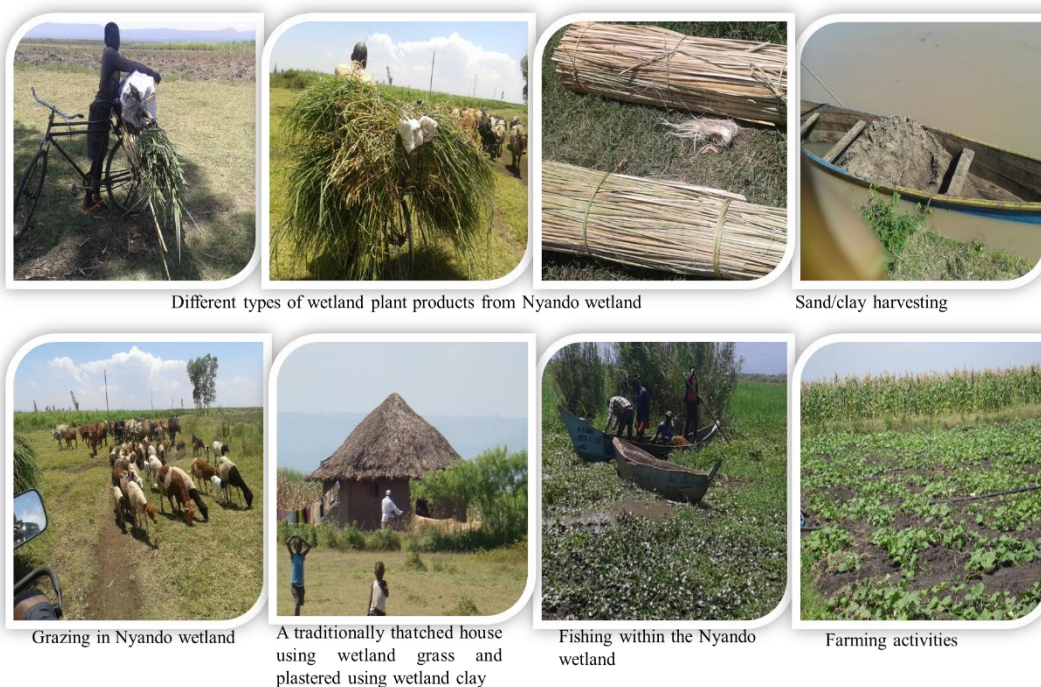 Different types of wetland plant products from Nyando wetland
Sand/clay harvesting
Grazing in Nyando wetland
A traditionally thatched house
using wetland grass and
plastered using wetland clay
Fishing within the Nyando
wetland
Farming activities